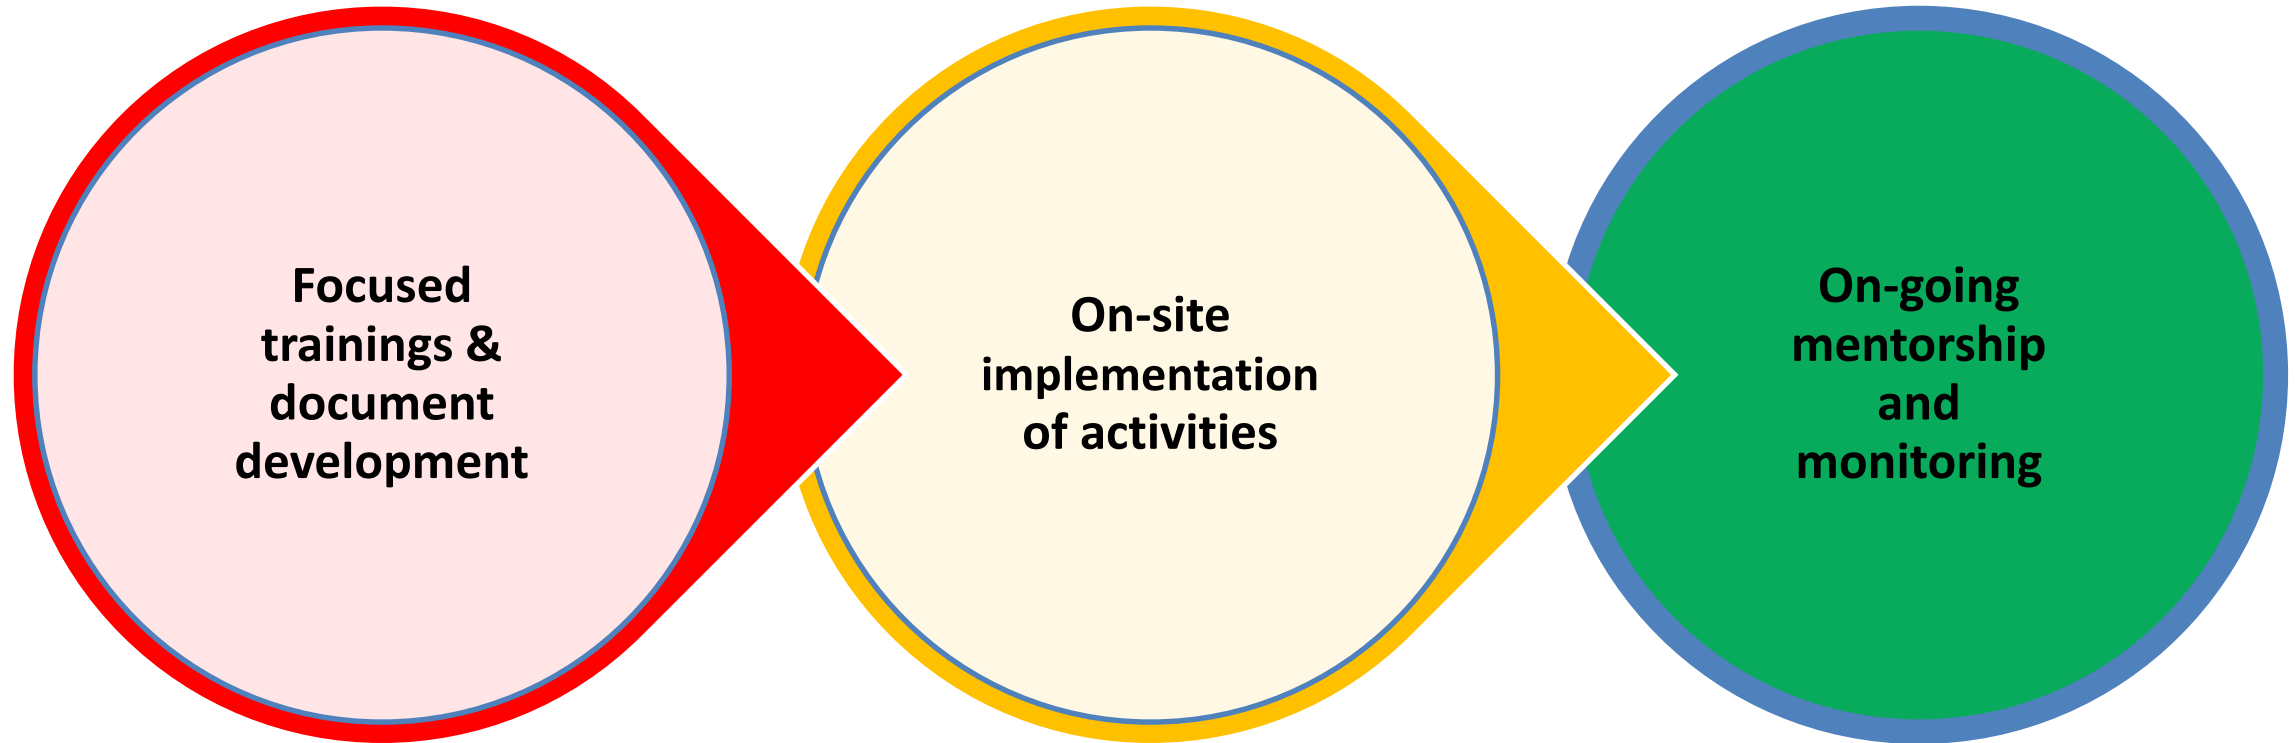 Focused
trainings &
document
development
On-site
implementation
of activities
On-going
mentorship
and
monitoring